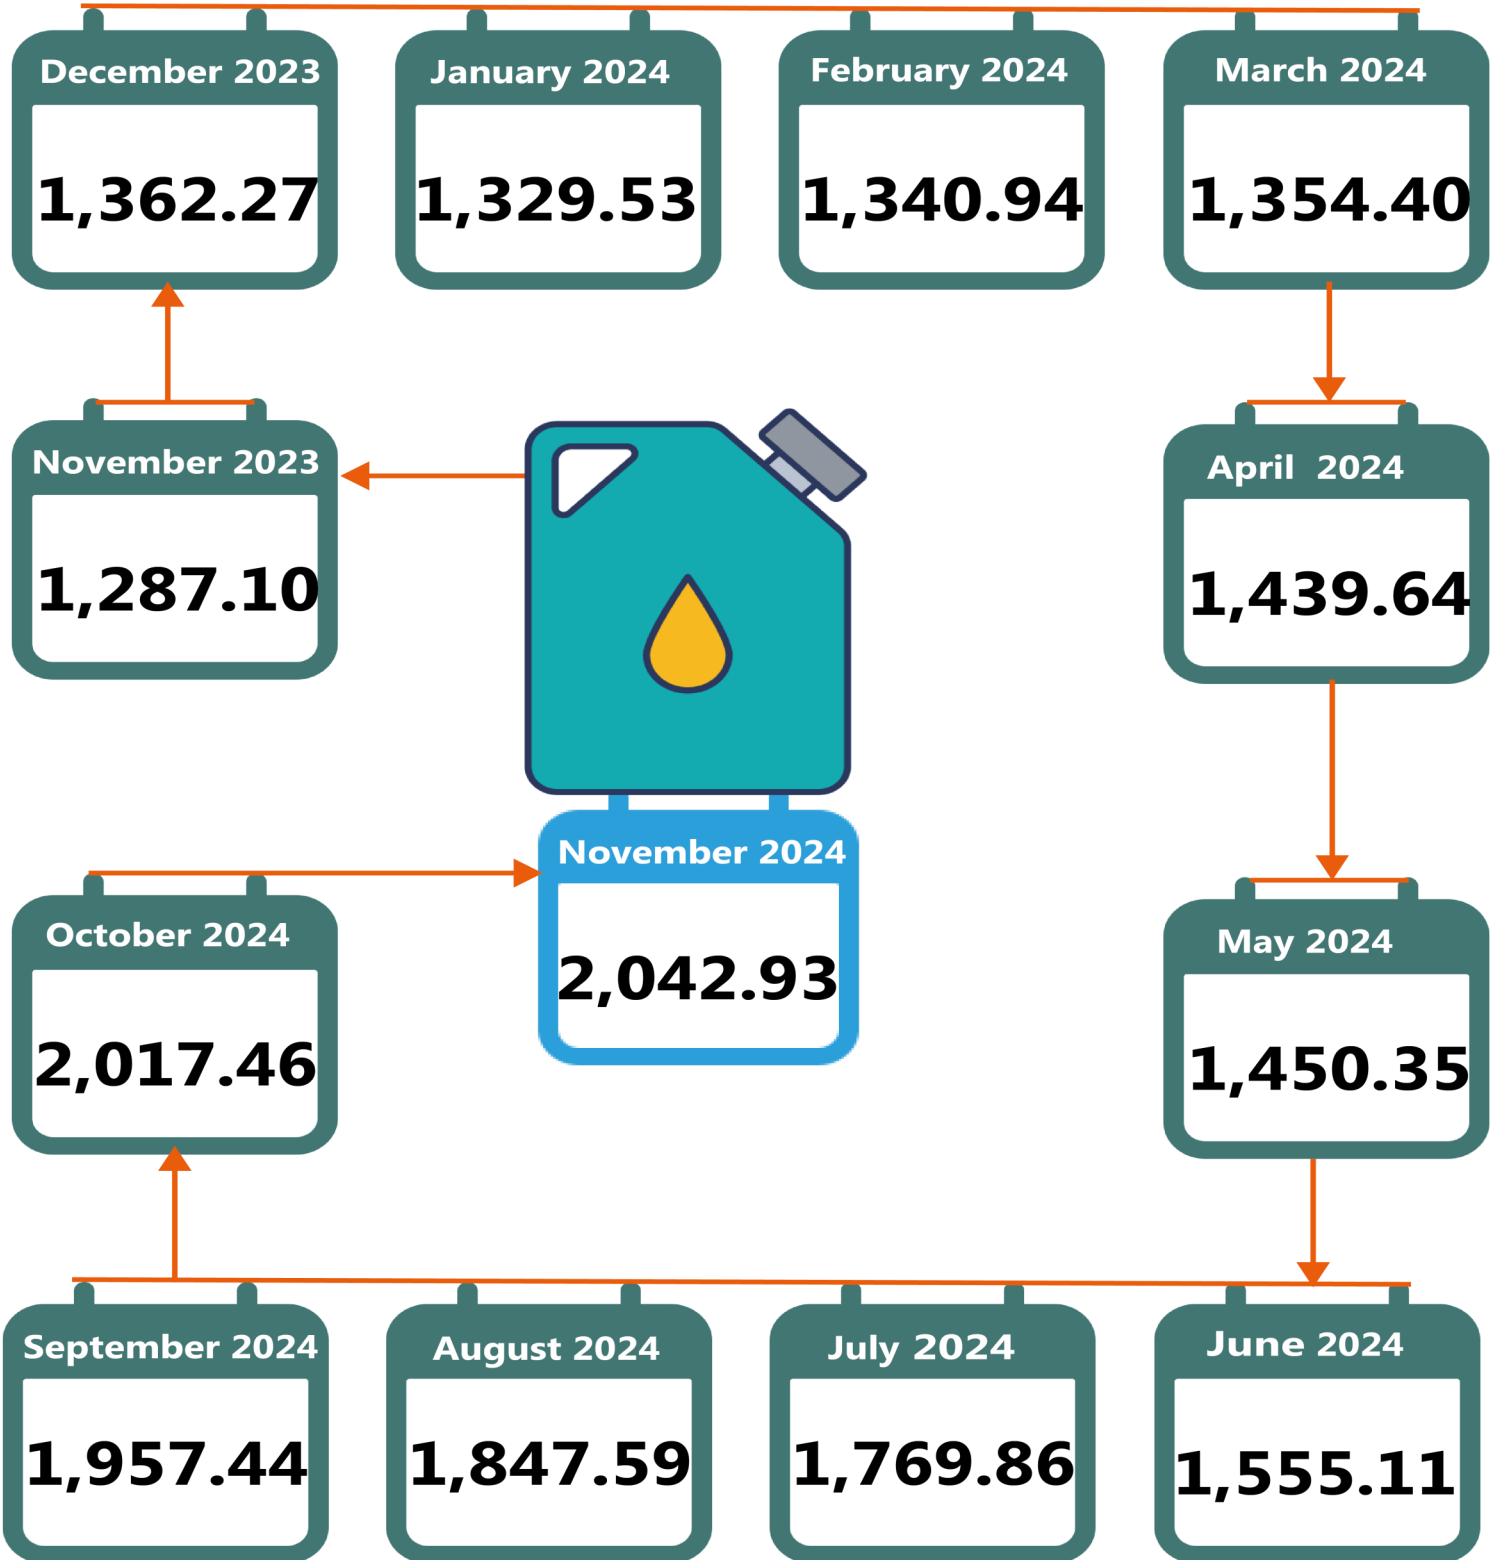 December 2023
1,362.27
January 2024
1,329.53
February 2024
1,340.94
March 2024
1,354.40
November 2023
1,287.10
April 2024
1,439.64
November 2024
2,042.93
October 2024
2,017.46
May 2024
1,450.35
September 2024
1,957.44
August 2024
1,847.59
July 2024
1,769.86
June 2024
1,555.11